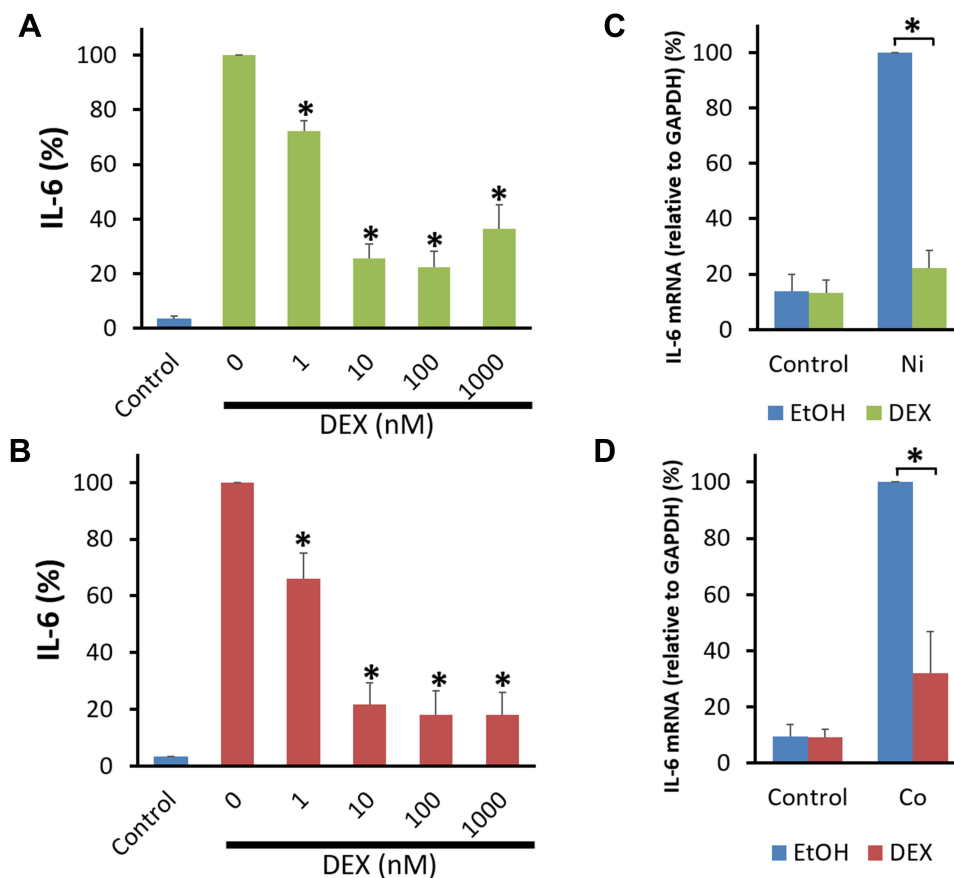 A
IL-6 (%)
100
80
60
40
20
0
*
*
*
*
Control
0
1
10
100
1000
DEX (nM)
C
IL-6 mRNA (relative to GAPDH) (%)
100
80
60
40
20
0
*
Control
Ni
EtOH
DEX
B
IL-6 (%)
100
80
60
40
20
0
*
*
*
*
Control
0
1
10
100
1000
DEX (nM)
D
IL-6 mRNA (relative to GAPDH) (%)
100
80
60
40
20
0
*
Control
Co
EtOH
DEX